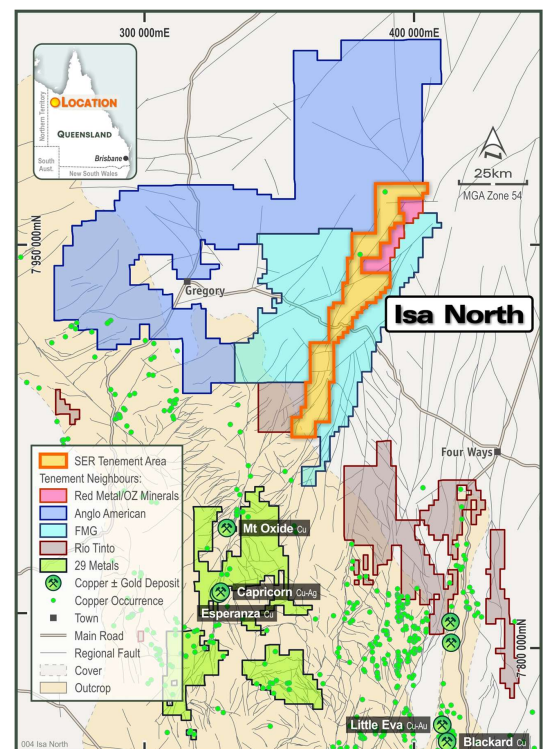 300 000mE
400 000mE
LOCATION
Northern Territory
QUEENSLAND
Brisbane
South
Aust.
New South Wales
25km
MGA Zone 54
7 950 000mN
Gregory
Isa North
Four Ways
SER Tenement Area
Tenement Neighbours:
Red Metal/OZ Minerals
Anglo American
FMG
Rio Tinto
29 Metals
Copper ± Gold Deposit
Copper Occurrence
Town
Main Road
Regional Fault
Cover
Outcrop
Mt Oxide Cu
Capricorn Cu-Ag
Esperanza Cu
7 800 000mN
Little Eva Cu-Au
Blackard Cu
004 Isa North